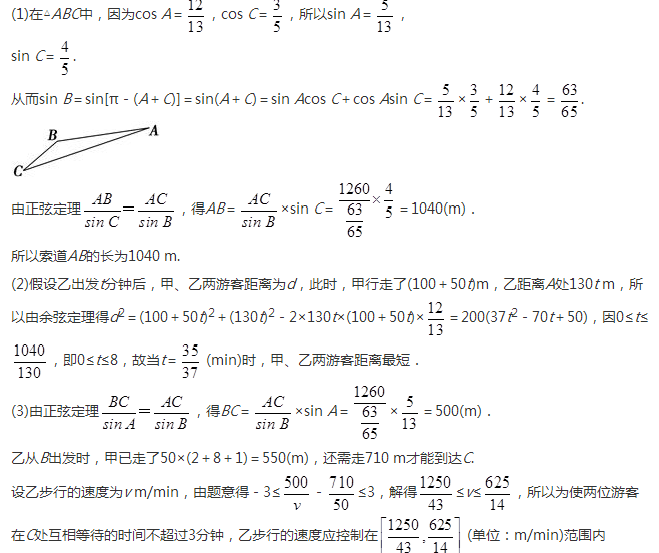 (1)在△ABC中，因为cos A= 12/13，cos C= 3/5，所以sin A= 5/13，
sin C= 4/5．
从而sin B=sin[π－(A+C)]=sin(A+C)=sin Acos C+cos Asin C= 5/13 × 3/5 + 12/13 × 4/5 = 63/65．
B A
C
由正弦定理 AB/sin C = AC/sin B，得AB= AC/sin B ×sin C= 1260/(63/65) × 4/5 =1040(m)．
所以索道AB的长为1040 m.
(2)假设乙出发t分钟后，甲、乙两游客距离为d，此时，甲行走了(100+50t)m，乙距离A处130t m，所
以由余弦定理得d²=(100+50t)²+(130t)²－2×130t×(100+50t)× 12/13 =200(37t²－70t+50)，因0≤t≤
1040/130，即0≤t≤8，故当t= 35/37 (min)时，甲、乙两游客距离最短．
(3)由正弦定理 BC/sin A = AC/sin B，得BC= AC/sin B ×sin A= 1260/(63/65) × 5/13 =500(m)．
乙从B出发时，甲已走了50×(2+8+1)=550(m)，还需走710 m才能到达C.
设乙步行的速度为v m/min，由题意得－3≤ 500/v － 710/50 ≤3，解得 1250/43 ≤v≤ 625/14，所以为使两位游客
在C处互相等待的时间不超过3分钟，乙步行的速度应控制在[1250/43, 625/14] (单位：m/min)范围内